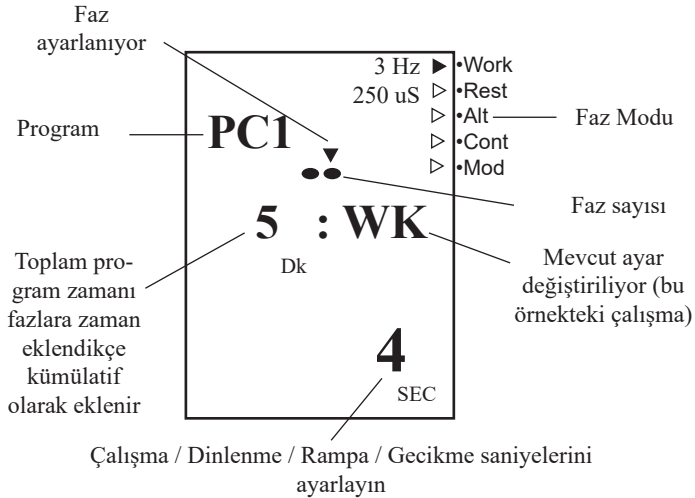 Faz
ayarlanıyor
3 Hz
250 uS
•Work
•Rest
•Alt
•Cont
•Mod
Faz Modu
Program
PC1
Faz sayısı
5 : WK
Dk
Toplam pro-
gram zamanı
fazlara zaman
eklendikçe
kümülatif
olarak eklenir
Mevcut ayar
değiştiriliyor (bu
örnekteki çalışma)
4
SEC
Çalışma / Dinlenme / Rampa / Gecikme saniyelerini
ayarlayın